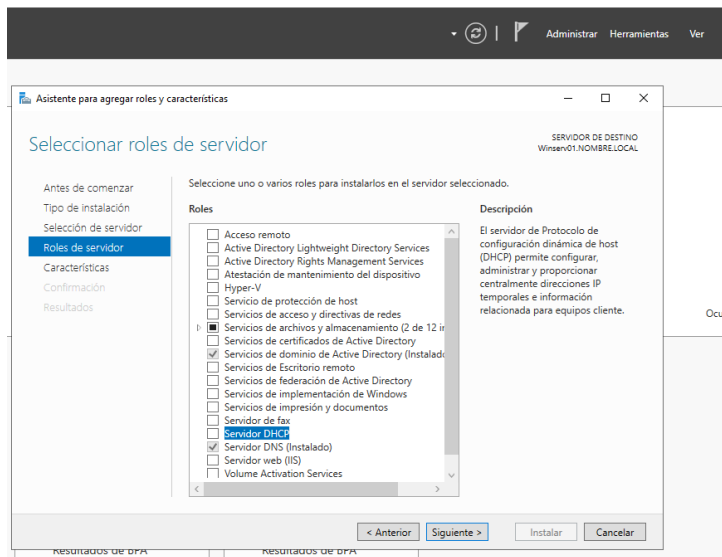 Administrar Herramientas Ver
Asistente para agregar roles y características
Seleccionar roles de servidor
SERVIDOR DE DESTINO
Winserv01.NOMBRE.LOCAL
Antes de comenzar
Tipo de instalación
Selección de servidor
Roles de servidor
Características
Confirmación
Resultados
Seleccione uno o varios roles para instalarlos en el servidor seleccionado.
Roles
Acceso remoto
Active Directory Lightweight Directory Services
Active Directory Rights Management Services
Atestación de mantenimiento del dispositivo
Hyper-V
Servicio de protección de host
Servicios de acceso y directivas de redes
Servicios de archivos y almacenamiento (2 de 12 in
Servicios de certificados de Active Directory
Servicios de dominio de Active Directory (Instalado
Servicios de Escritorio remoto
Servicios de federación de Active Directory
Servicios de implementación de Windows
Servicios de impresión y documentos
Servidor de fax
Servidor DHCP
Servidor DNS (Instalado)
Servidor web (IIS)
Volume Activation Services
Descripción
El servidor de Protocolo de
configuración dinámica de host
(DHCP) permite configurar,
administrar y proporcionar
centralmente direcciones IP
temporales e información
relacionada para equipos cliente.
Ocu
< Anterior Siguiente > Instalar Cancelar
Resultados de BPA Resultados de BPA